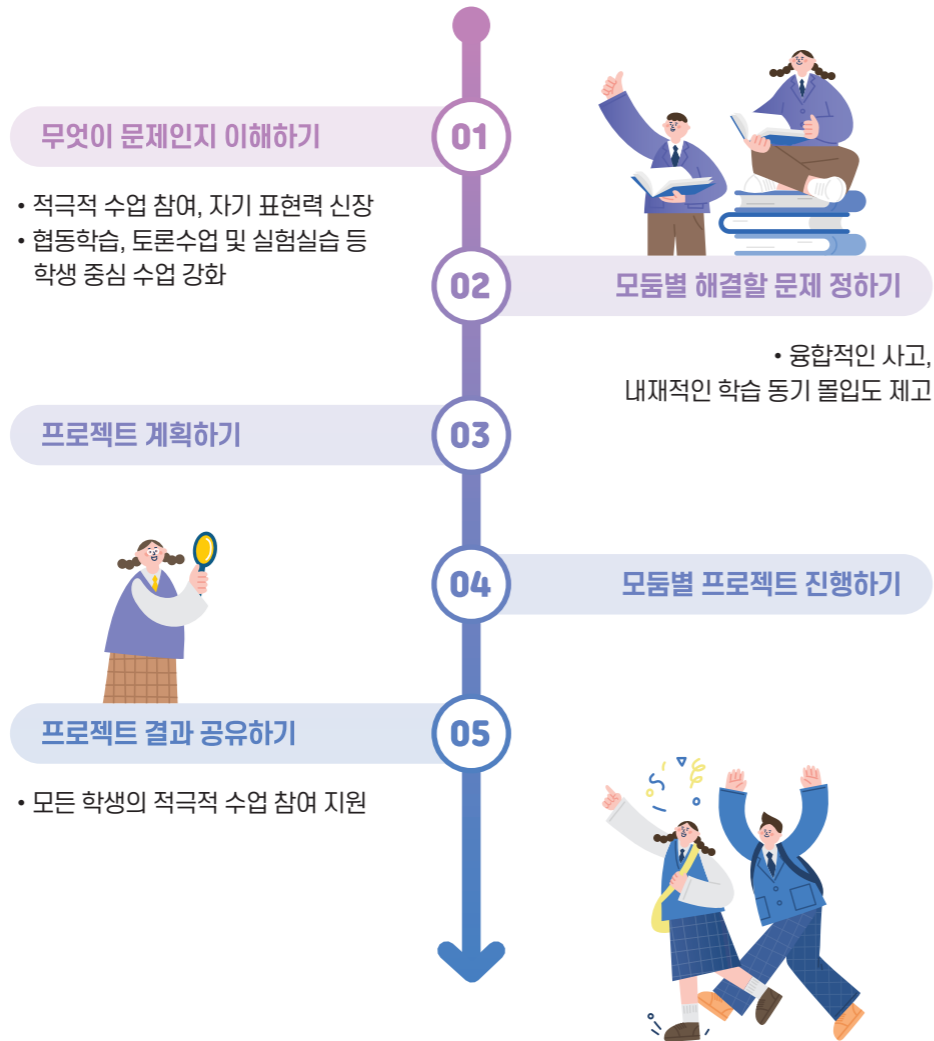 01
무엇이 문제인지 이해하기
• 적극적 수업 참여, 자기 표현력 신장
• 협동학습, 토론수업 및 실험실습 등
학생 중심 수업 강화
02
모둠별 해결할 문제 정하기
• 융합적인 사고,
내재적인 학습 동기 몰입도 제고
03
프로젝트 계획하기
04
모둠별 프로젝트 진행하기
05
프로젝트 결과 공유하기
• 모든 학생의 적극적 수업 참여 지원